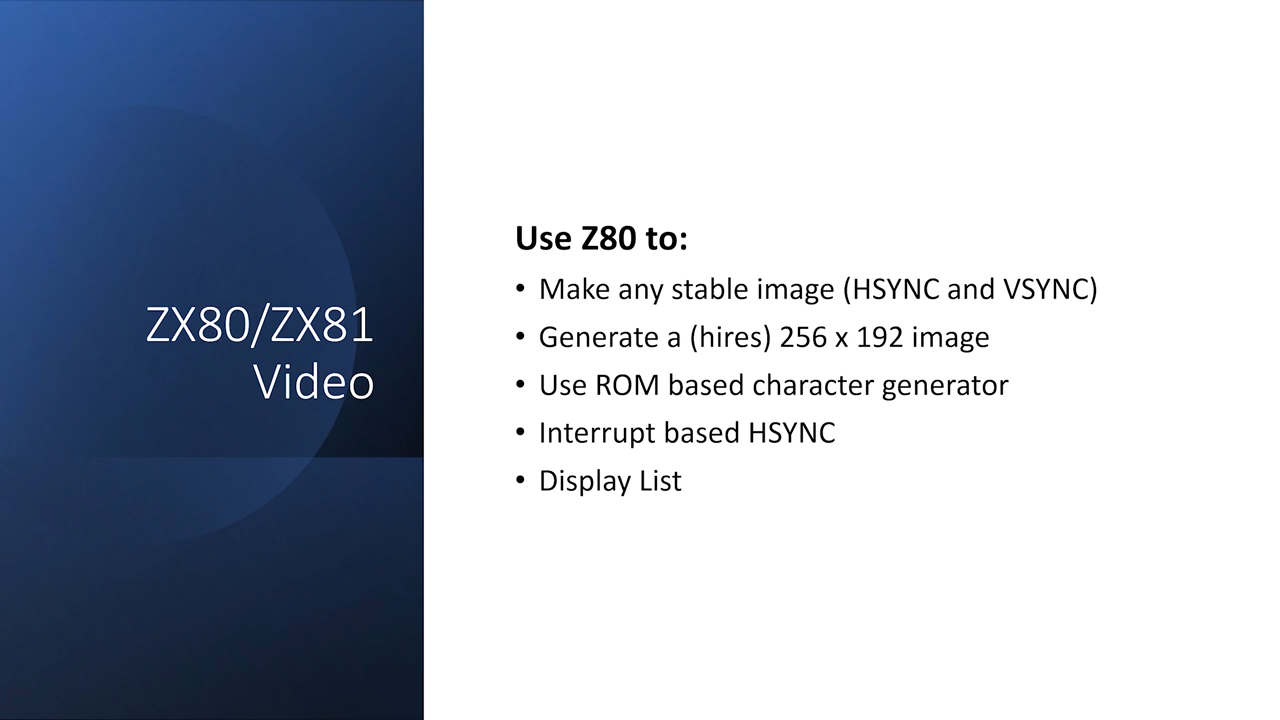 ZX80/ZX81
Video
Use Z80 to:
• Make any stable image (HSYNC and VSYNC)
• Generate a (hires) 256 x 192 image
• Use ROM based character generator
• Interrupt based HSYNC
• Display List